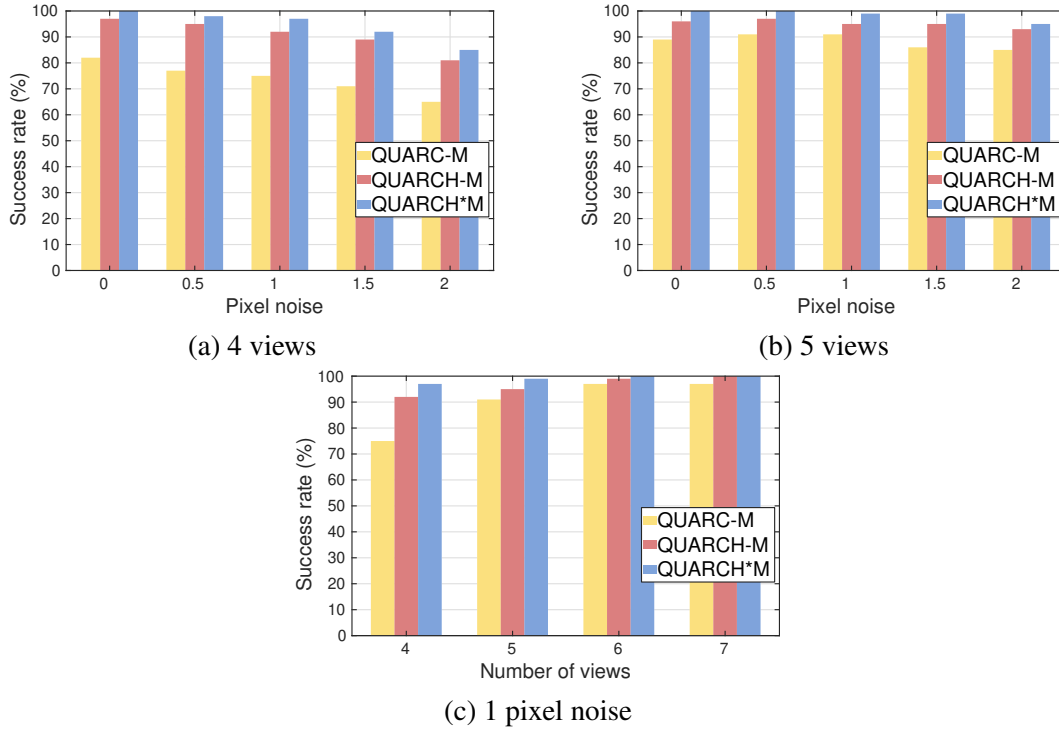 Success rate (%)
100
90
80
70
60
50
40
30
20
10
0
QUARC-M
QUARCH-M
QUARCH*M
0 0.5 1 1.5 2
Pixel noise
(a) 4 views
Success rate (%)
100
90
80
70
60
50
40
30
20
10
0
QUARC-M
QUARCH-M
QUARCH*M
0 0.5 1 1.5 2
Pixel noise
(b) 5 views
Success rate (%)
100
90
80
70
60
50
40
30
20
10
0
QUARC-M
QUARCH-M
QUARCH*M
4 5 6 7
Number of views
(c) 1 pixel noise